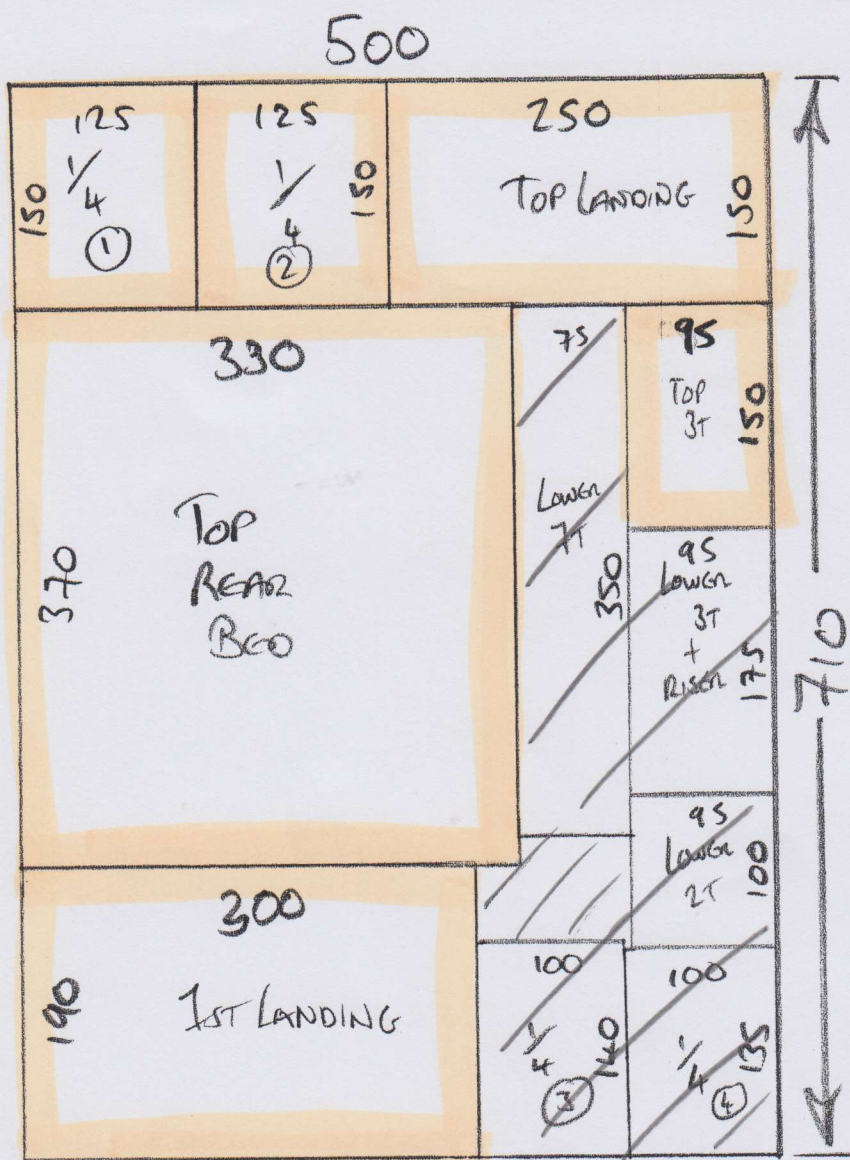 500
125
1/4
①
150
125
1/4
②
150
250
TOP LANDING
150
330
TOP
REAR
BED
370
75
LOWER
7T
350
95
TOP
3T
150
95
LOWER
3T
+
RISER
175
95
LOWER
2T
100
710
300
1ST LANDING
190
100
1/4
③
140
100
1/4
④
135